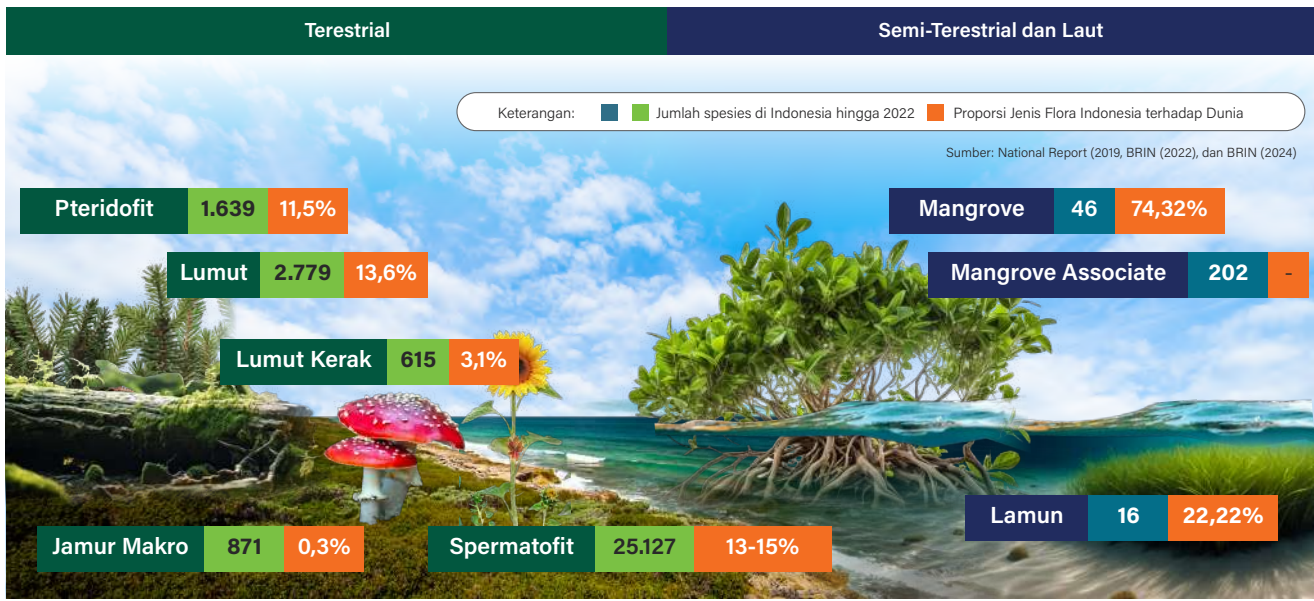 Terestrial
Semi-Terestrial dan Laut
Keterangan: Jumlah spesies di Indonesia hingga 2022 Proporsi Jenis Flora Indonesia terhadap Dunia
Sumber: National Report (2019, BRIN (2022), dan BRIN (2024)
Pteridofit 1.639 11,5%
Lumut 2.779 13,6%
Lumut Kerak 615 3,1%
Jamur Makro 871 0,3%
Spermatofit 25.127 13-15%
Mangrove 46 74,32%
Mangrove Associate 202 -
Lamun 16 22,22%